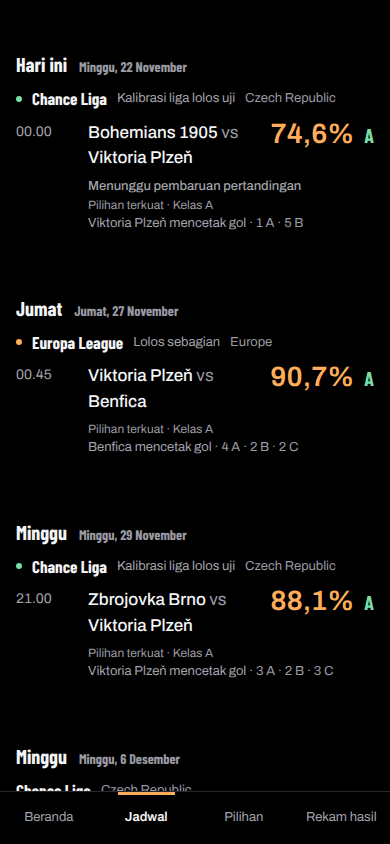 Hari ini Minggu, 22 November
Chance Liga Kalibrasi liga lolos uji Czech Republic
00.00 Bohemians 1905 vs 74,6% A
Viktoria Plzeň
Menunggu pembaruan pertandingan
Pilihan terkuat · Kelas A
Viktoria Plzeň mencetak gol · 1 A · 5 B
Jumat Jumat, 27 November
Europa League Lolos sebagian Europe
00.45 Viktoria Plzeň vs 90,7% A
Benfica
Pilihan terkuat · Kelas A
Benfica mencetak gol · 4 A · 2 B · 2 C
Minggu Minggu, 29 November
Chance Liga Kalibrasi liga lolos uji Czech Republic
21.00 Zbrojovka Brno vs 88,1% A
Viktoria Plzeň
Pilihan terkuat · Kelas A
Viktoria Plzeň mencetak gol · 3 A · 2 B · 3 C
Minggu Minggu, 6 Desember
Chance Liga Czech Republic
Beranda Jadwal Pilihan Rekam hasil